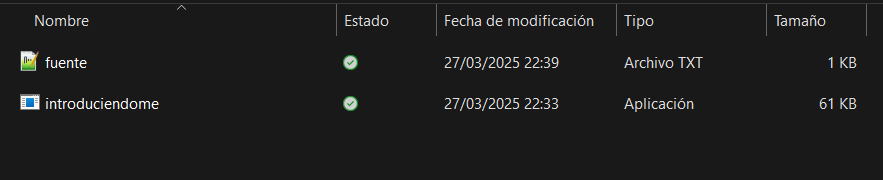 Nombre Estado Fecha de modificación Tipo Tamaño
fuente 27/03/2025 22:39 Archivo TXT 1 KB
introduciendome 27/03/2025 22:33 Aplicación 61 KB